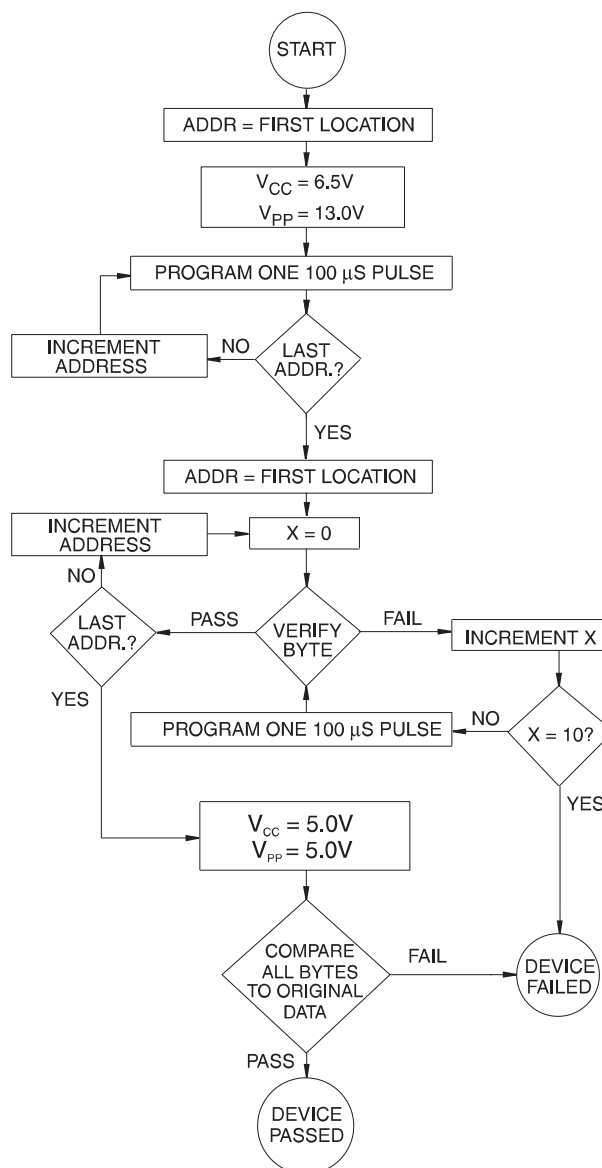 START
ADDR = FIRST LOCATION
VCC = 6.5V
VPP = 13.0V
PROGRAM ONE 100 µS PULSE
INCREMENT
ADDRESS
NO
LAST
ADDR.?
YES
ADDR = FIRST LOCATION
INCREMENT
ADDRESS
X = 0
NO
LAST
ADDR.?
PASS
VERIFY
BYTE
FAIL
INCREMENT X
YES
PROGRAM ONE 100 µS PULSE
NO
X = 10?
YES
VCC = 5.0V
VPP = 5.0V
COMPARE
ALL BYTES
TO ORIGINAL
DATA
FAIL
DEVICE
FAILED
PASS
DEVICE
PASSED